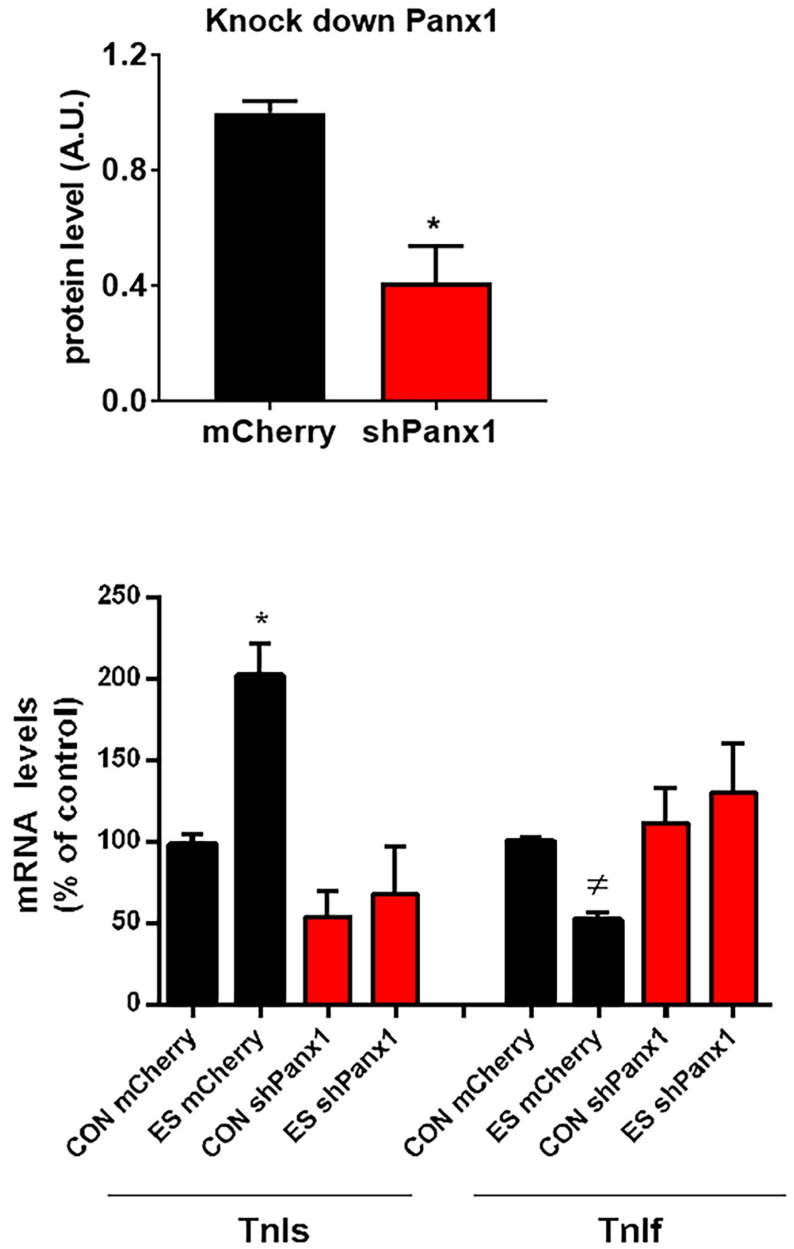 Knock down Panx1
protein level (A.U.)
1.2
0.8
0.4
0.0
*
mCherry shPanx1
mRNA levels
(% of control)
250
200
150
100
50
0
*
≠
CON mCherry
ES mCherry
CON shPanx1
ES shPanx1
CON mCherry
ES mCherry
CON shPanx1
ES shPanx1
TnIs TnIf